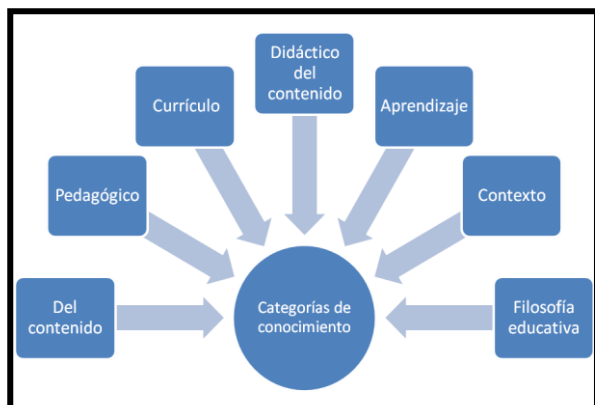 Didáctico
del
contenido
Currículo
Aprendizaje
Pedagógico
Contexto
Del
contenido
Categorías de
conocimiento
Filosofía
educativa